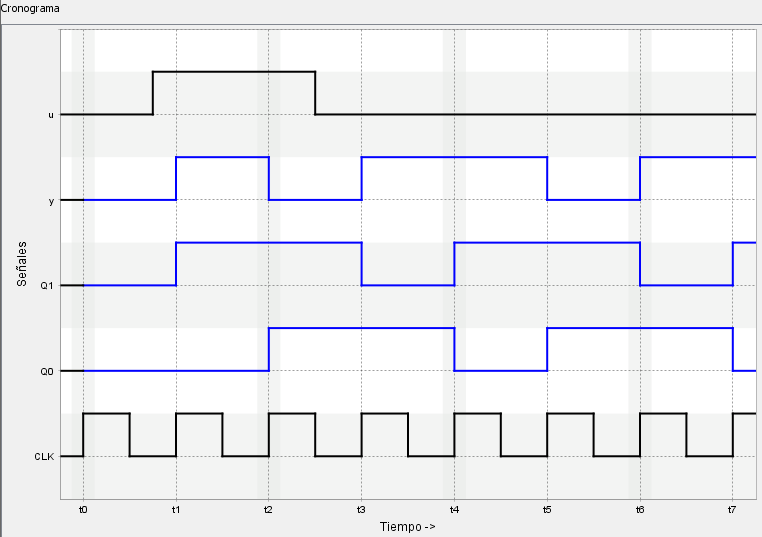 Cronograma
u
y
Q1
Q0
CLK
Señales
t0 t1 t2 t3 t4 t5 t6 t7
Tiempo ->